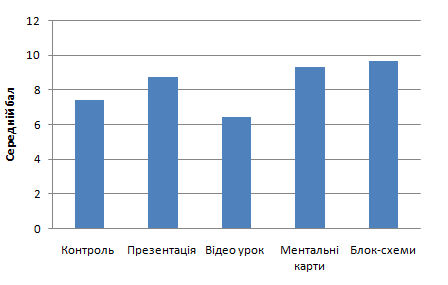 12
10
8
6
4
2
0
Середній бал
Контроль
Презентація
Відео урок
Ментальні
карти
Блок-схеми